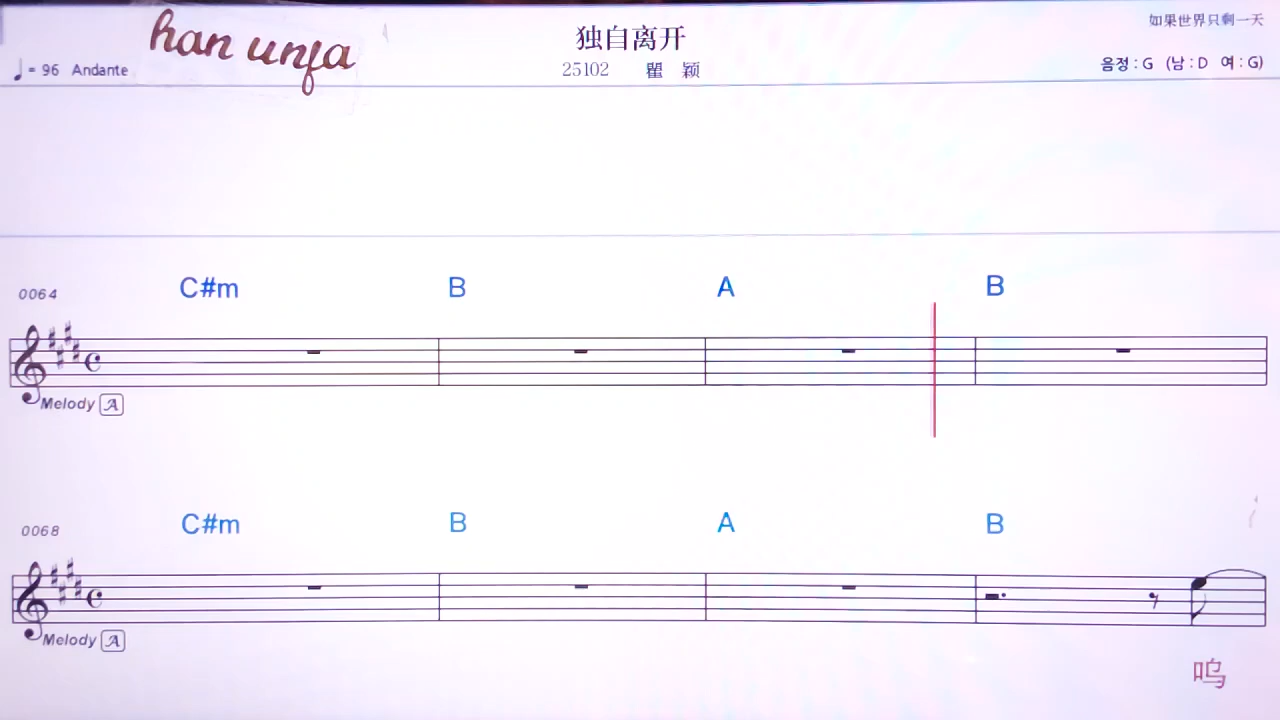 han unfa
独自离开
如果世界只剩一天
♩= 96 Andante
25102 瞿 颖
음정 : G (남 : D 여 : G)
0064 C#m B A B
Melody A
0068 C#m B A B
Melody A
呜